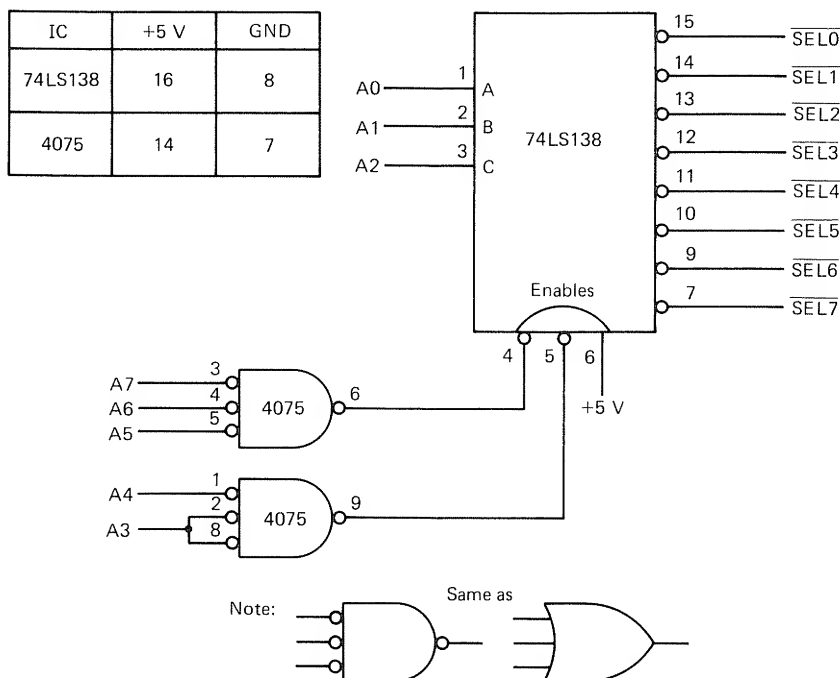 IC +5 V GND
74LS138 16 8
4075 14 7
A0 1 A
A1 2 B
A2 3 C
74LS138
15 SEL0
14 SEL1
13 SEL2
12 SEL3
11 SEL4
10 SEL5
9 SEL6
7 SEL7
Enables
4 5 6
+5 V
A7 3
A6 4
A5 5
4075 6
A4 1
2
A3 8
4075 9
Note:
Same as